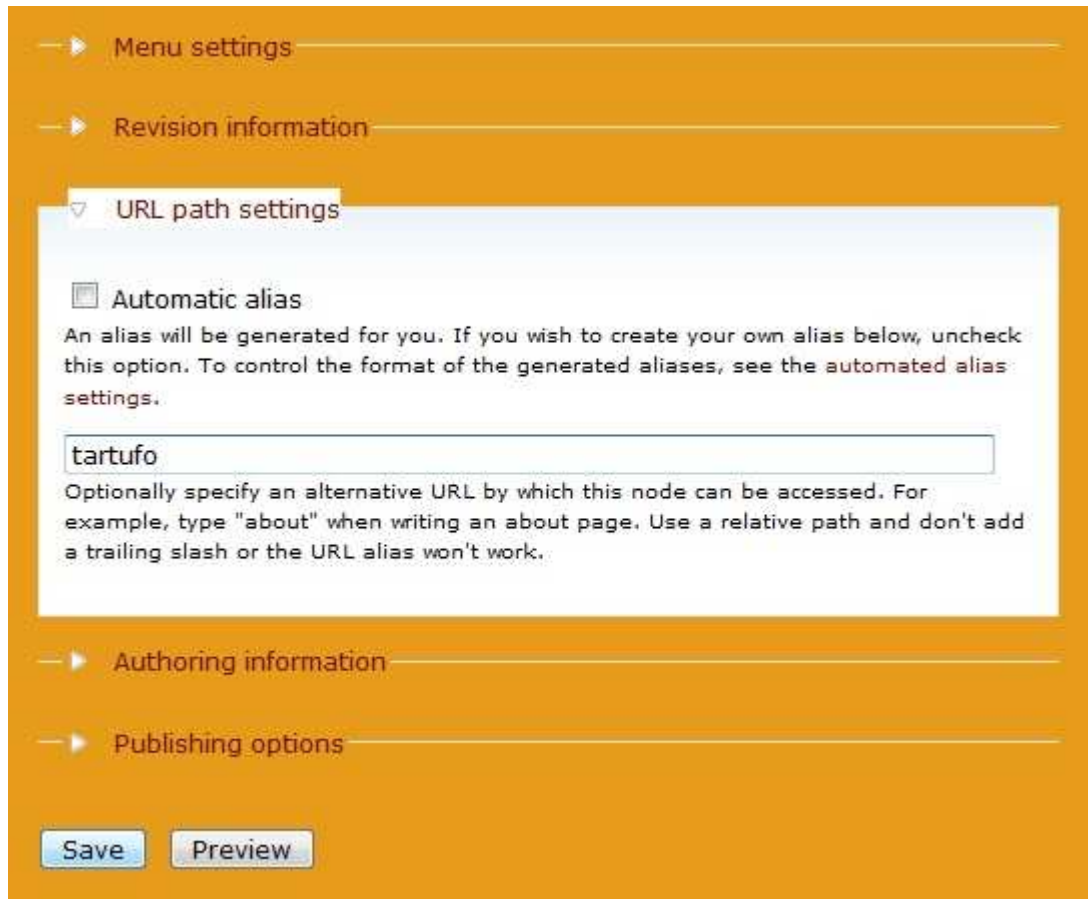 Menu settings
Revision information
URL path settings
Automatic alias
An alias will be generated for you. If you wish to create your own alias below, uncheck
this option. To control the format of the generated aliases, see the automated alias
settings.
tartufo
Optionally specify an alternative URL by which this node can be accessed. For
example, type "about" when writing an about page. Use a relative path and don't add
a trailing slash or the URL alias won't work.
Authoring information
Publishing options
Save Preview